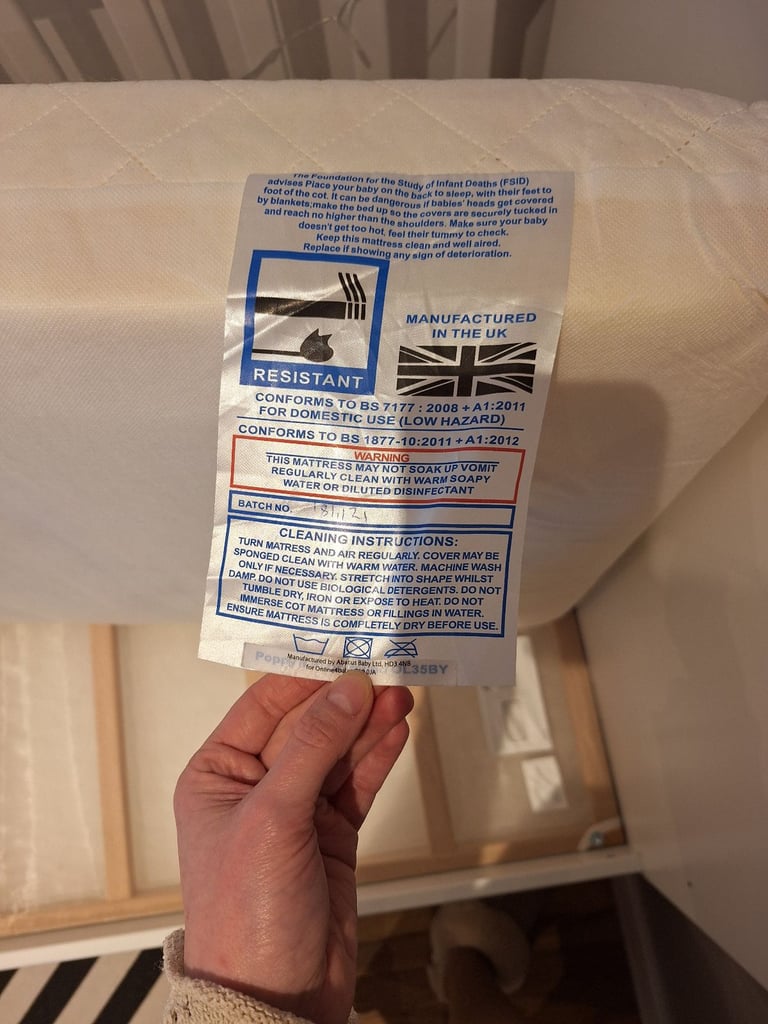 The Foundation for the Study of Infant Deaths (FSID)
advises Place your baby on the back to sleep, with their feet to
foot of the cot. It can be dangerous if babies' heads get covered
by blankets;make the bed up so the covers are securely tucked in
and reach no higher than the shoulders. Make sure your baby
doesn't get too hot, feel their tummy to check.
Keep this mattress clean and well aired.
Replace if showing any sign of deterioration.
RESISTANT
MANUFACTURED
IN THE UK
CONFORMS TO BS 7177 : 2008 + A1:2011
FOR DOMESTIC USE (LOW HAZARD)
CONFORMS TO BS 1877-10:2011 + A1:2012
WARNING
THIS MATTRESS MAY NOT SOAK UP VOMIT
REGULARLY CLEAN WITH WARM SOAPY
WATER OR DILUTED DISINFECTANT
BATCH NO.
CLEANING INSTRUCTIONS:
TURN MATRESS AND AIR REGULARLY. COVER MAY BE
SPONGED CLEAN WITH WARM WATER. MACHINE WASH
ONLY IF NECESSARY. STRETCH INTO SHAPE WHILST
DAMP. DO NOT USE BIOLOGICAL DETERGENTS. DO NOT
TUMBLE DRY, IRON OR EXPOSE TO HEAT. DO NOT
IMMERSE COT MATTRESS OR FILLINGS IN WATER.
ENSURE MATTRESS IS COMPLETELY DRY BEFORE USE.
Manufactured by Abacus Baby Ltd, HD3 4NB
for